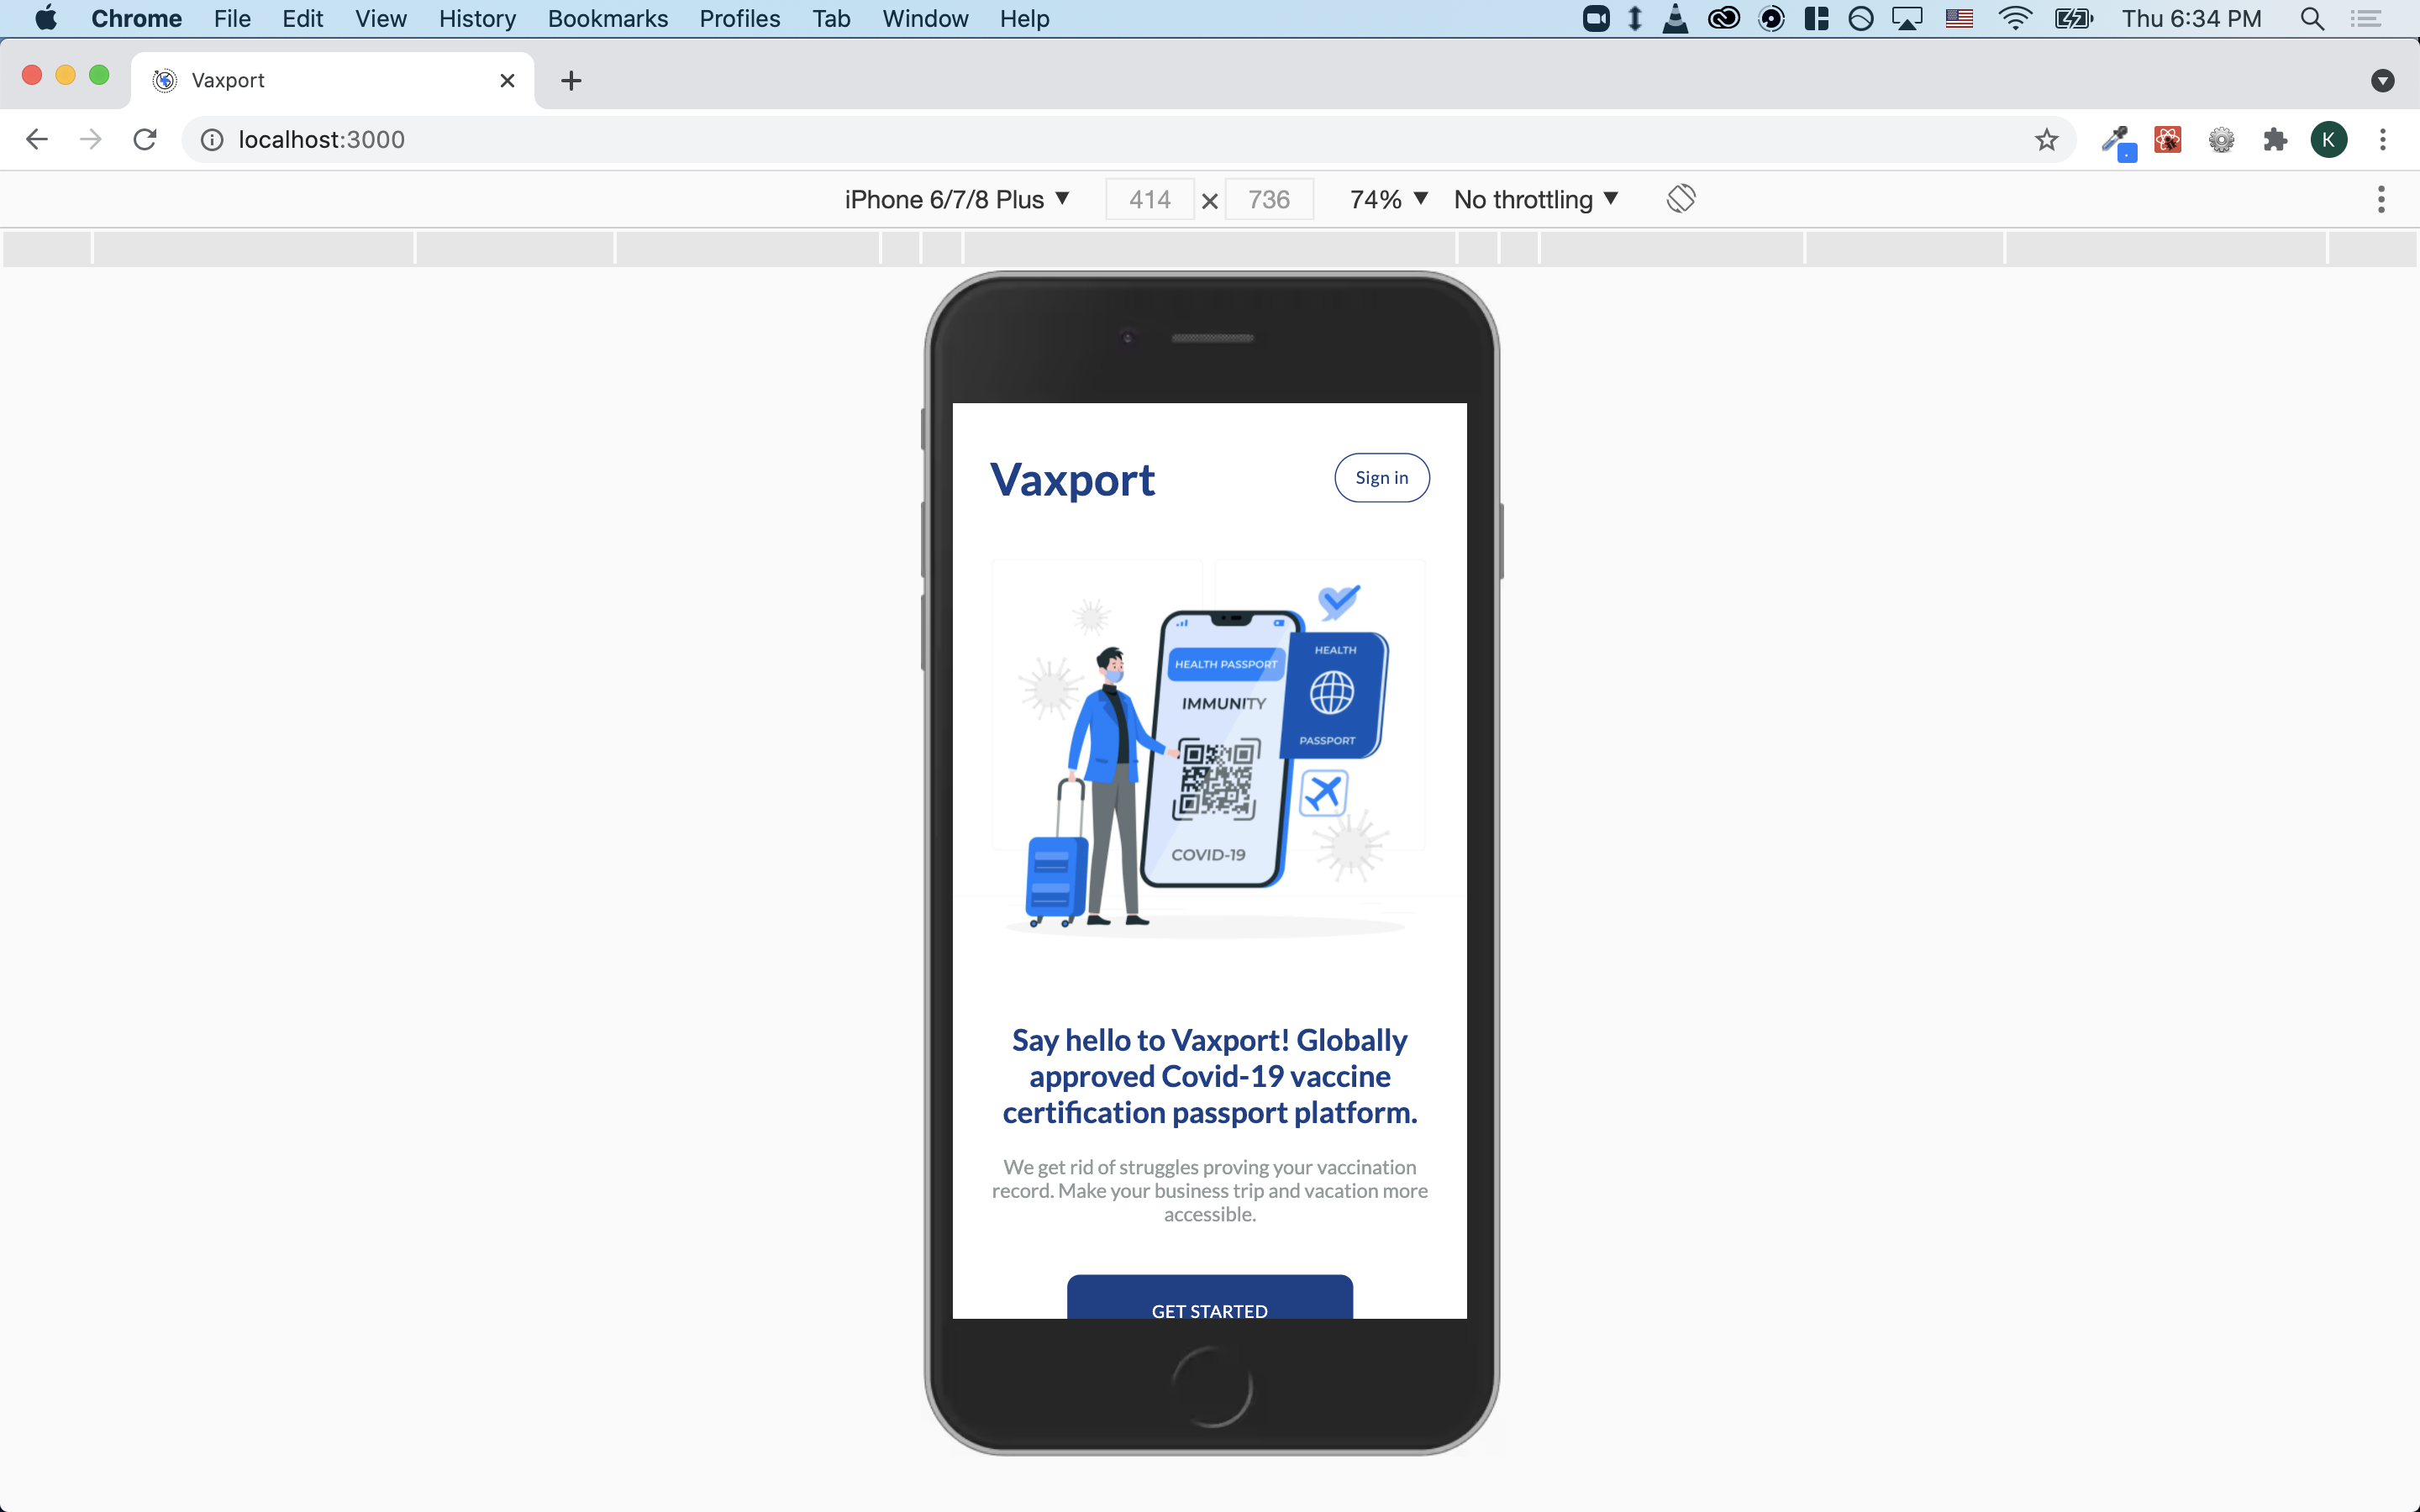 Chrome File Edit View History Bookmarks Profiles Tab Window Help Thu 6:34 PM
Vaxport
localhost:3000
K
iPhone 6/7/8 Plus 414 × 736 74% No throttling
Vaxport
Sign in
HEALTH PASSPORT
IMMUNITY
COVID-19
HEALTH
PASSPORT
Say hello to Vaxport! Globally
approved Covid-19 vaccine
certification passport platform.
We get rid of struggles proving your vaccination
record. Make your business trip and vacation more
accessible.
GET STARTED